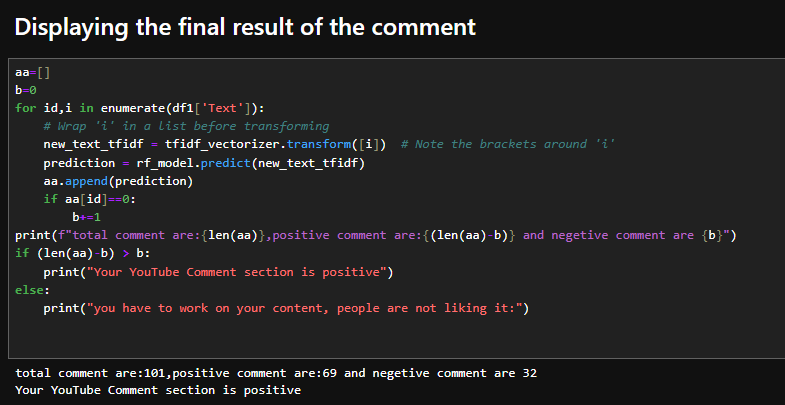 Displaying the final result of the comment
aa=[]
b=0
for id,i in enumerate(df1['Text']):
    # Wrap 'i' in a list before transforming
    new_text_tfidf = tfidf_vectorizer.transform([i])  # Note the brackets around 'i'
    prediction = rf_model.predict(new_text_tfidf)
    aa.append(prediction)
    if aa[id]==0:
        b+=1
print(f"total comment are:{len(aa)},positive comment are:{(len(aa)-b)} and negetive comment are {b}")
if (len(aa)-b) > b:
    print("Your YouTube Comment section is positive")
else:
    print("you have to work on your content, people are not liking it:")
total comment are:101,positive comment are:69 and negetive comment are 32
Your YouTube Comment section is positive